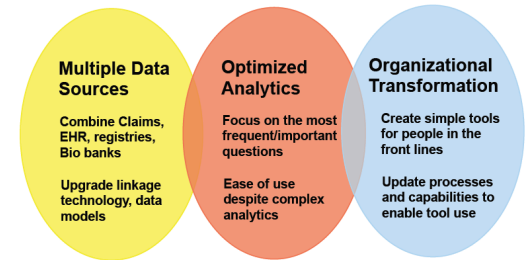 Multiple Data
Sources
Combine Claims,
EHR, registries,
Bio banks
Upgrade linkage
technology, data
models
Optimized
Analytics
Focus on the most
frequent/important
questions
Ease of use
despite complex
analytics
Organizational
Transformation
Create simple tools
for people in the
front lines
Update processes
and capabilities to
enable tool use